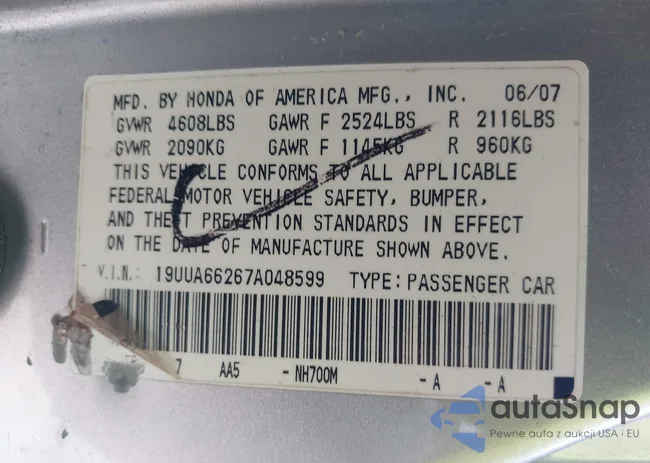 MFD. BY HONDA OF AMERICA MFG., INC. 06/07
GVWR 4608LBS GAWR F 2524LBS R 2116LBS
GVWR 2090KG GAWR F 1145KG R 960KG
THIS VEHICLE CONFORMS TO ALL APPLICABLE
FEDERAL MOTOR VEHICLE SAFETY, BUMPER,
AND THEFT PREVENTION STANDARDS IN EFFECT
ON THE DATE OF MANUFACTURE SHOWN ABOVE.
V.I.N.: 19UUA66267A048599 TYPE: PASSENGER CAR
7 AA5 - NH700M -A -A
autaSnap
Pewne auta z aukcji USA i EU